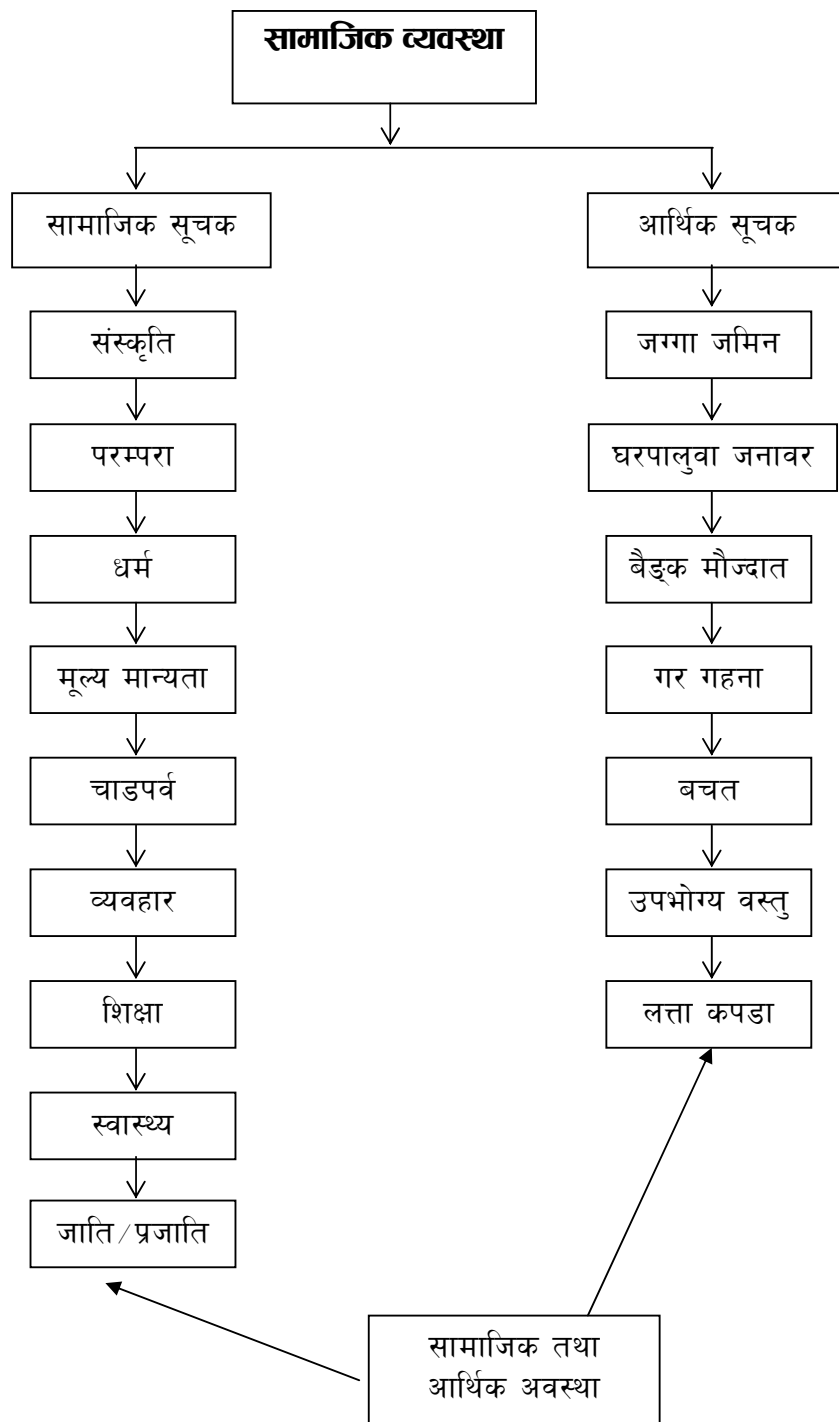 सामाजिक व्यवस्था
सामाजिक सूचक
आर्थिक सूचक
संस्कृति
जग्गा जमिन
परम्परा
घरपालुवा जनावर
धर्म
बैङ्क मौज्दात
मूल्य मान्यता
गर गहना
चाडपर्व
बचत
व्यवहार
उपभोग्य वस्तु
शिक्षा
लत्ता कपडा
स्वास्थ्य
जाति/प्रजाति
सामाजिक तथा
आर्थिक अवस्था